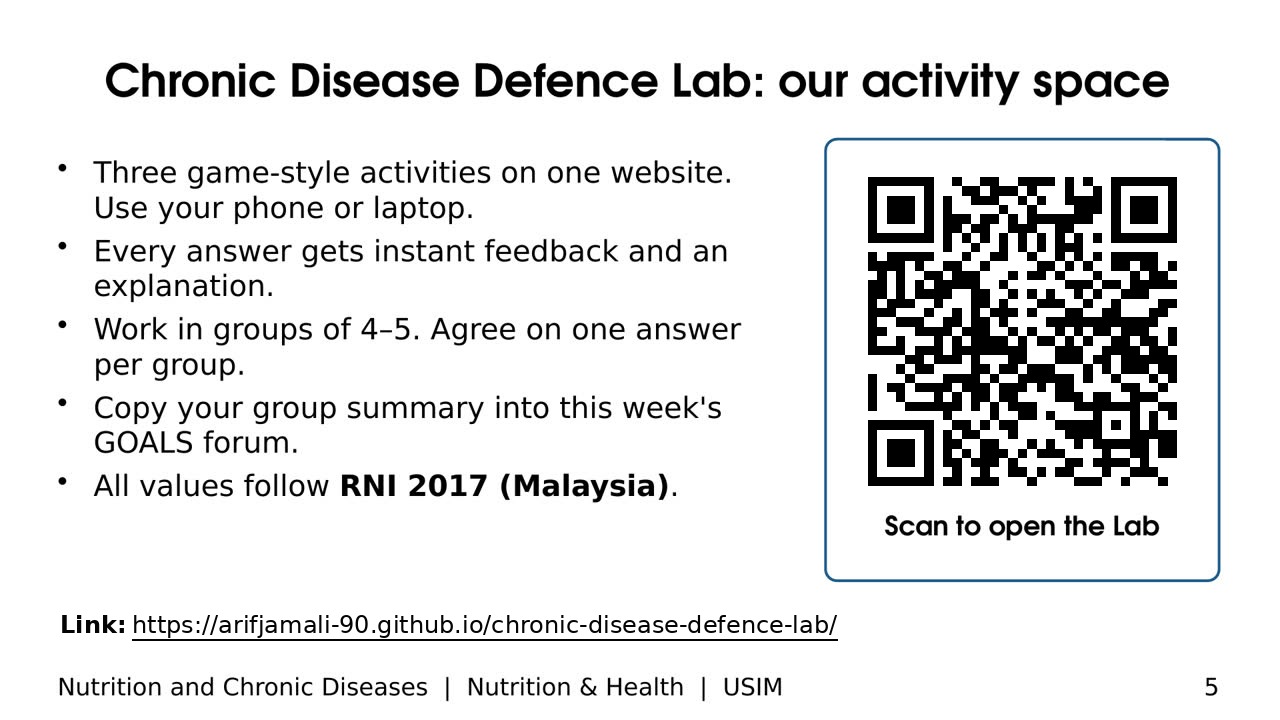 Chronic Disease Defence Lab: our activity space
• Three game-style activities on one website.
Use your phone or laptop.
• Every answer gets instant feedback and an
explanation.
• Work in groups of 4–5. Agree on one answer
per group.
• Copy your group summary into this week's
GOALS forum.
• All values follow RNI 2017 (Malaysia).
Scan to open the Lab
Link: https://arifjamali-90.github.io/chronic-disease-defence-lab/
Nutrition and Chronic Diseases | Nutrition & Health | USIM
5